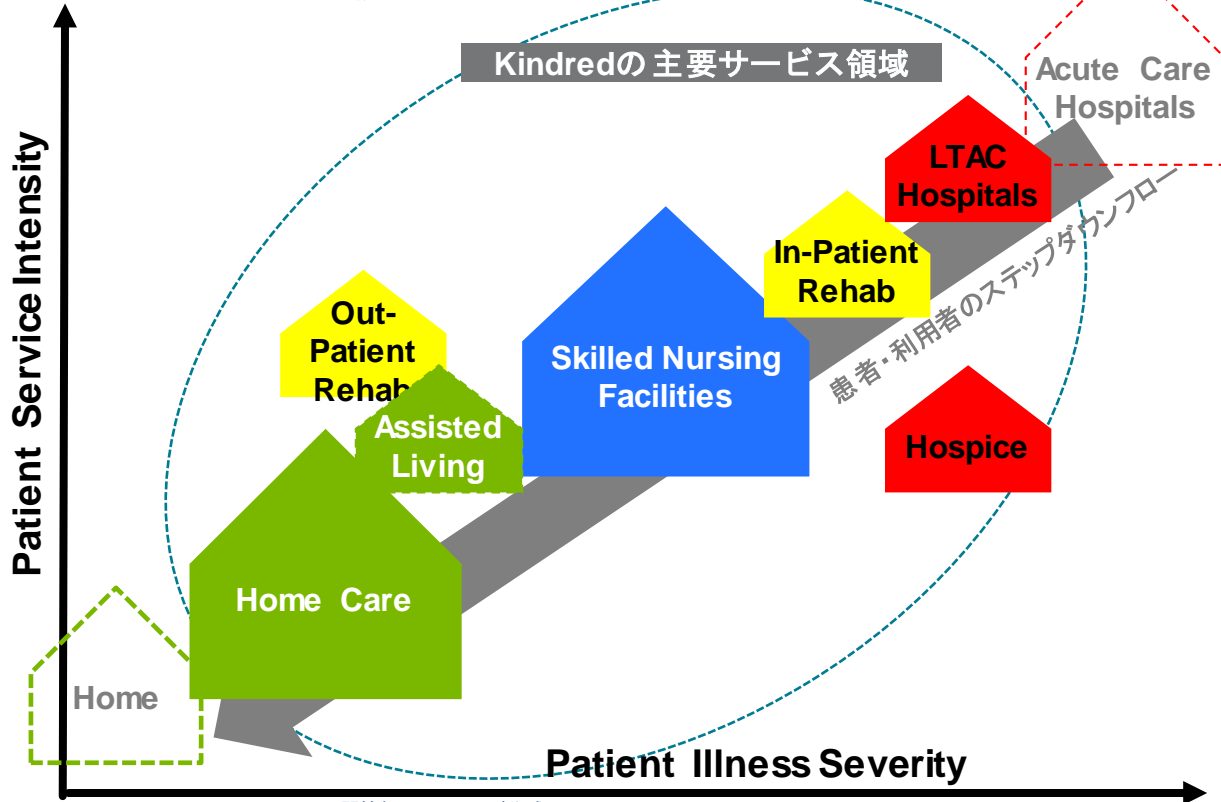 Kindredの主要サービス領域
Acute Care
Hospitals
LTAC
Hospitals
In-Patient
Rehab
患者・利用者のステップダウンフロー
Out-
Patient
Rehab
Skilled Nursing
Facilities
Assisted
Living
Hospice
Home Care
Home
Patient Service Intensity
Patient Illness Severity